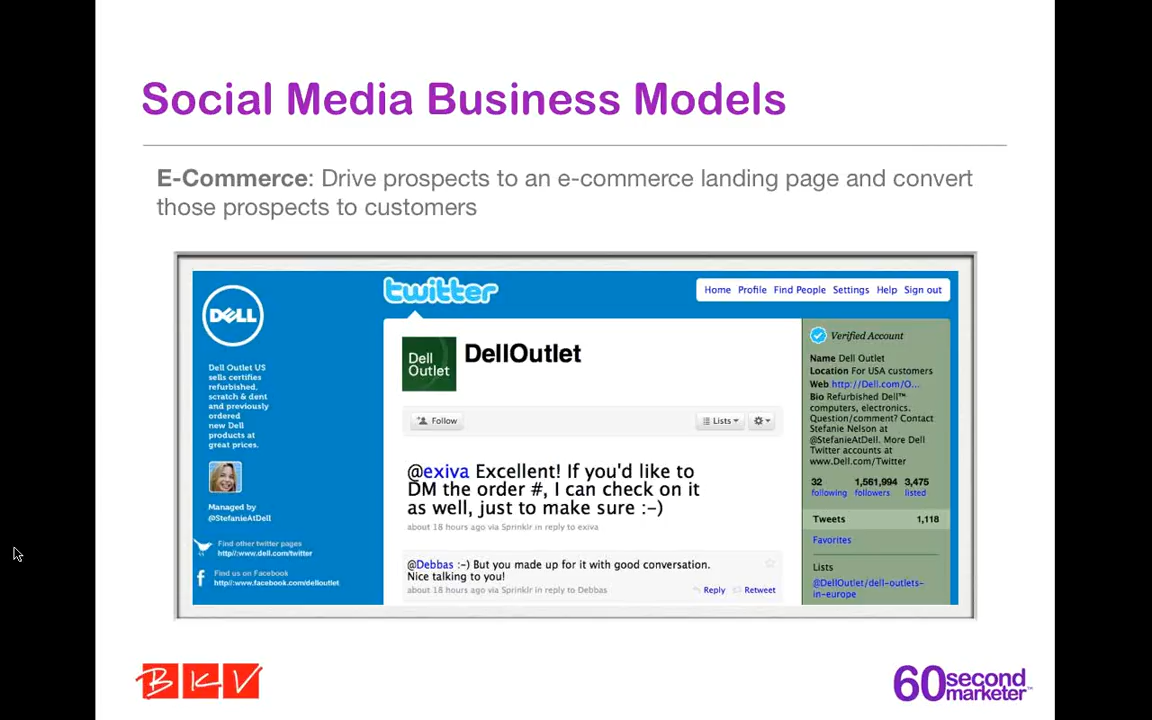 Social Media Business Models
E-Commerce: Drive prospects to an e-commerce landing page and convert
those prospects to customers
DELL
Dell Outlet US
sells certifies
refurbished,
scratch & dent
and previously
ordered
new Dell
products at
great prices.
Managed by
@StefanieAtDell
Find other twitter pages
http//:www.dell.com/twitter
Find us on Facebook
http//:www.facebook.com/delloutlet
twitter
Home Profile Find People Settings Help Sign out
Dell
Outlet
DellOutlet
Follow
Lists
@exiva Excellent! If you'd like to
DM the order #, I can check on it
as well, just to make sure :-)
about 18 hours ago via Sprinklr in reply to exiva
@Debbas :-) But you made up for it with good conversation.
Nice talking to you!
about 18 hours ago via Sprinklr in reply to Debbas
Reply Retweet
Verified Account
Name Dell Outlet
Location For USA customers
Web http://Dell.com/O...
Bio Refurbished Dell™
computers, electronics.
Question/comment? Contact
Stefanie Nelson at
@StefanieAtDell. More Dell
Twitter accounts at
www.Dell.com/Twitter
32 1,561,994 3,475
following followers listed
Tweets 1,118
Favorites
Lists
@DellOutlet/dell-outlets-
in-europe
BKV
60second
marketer™